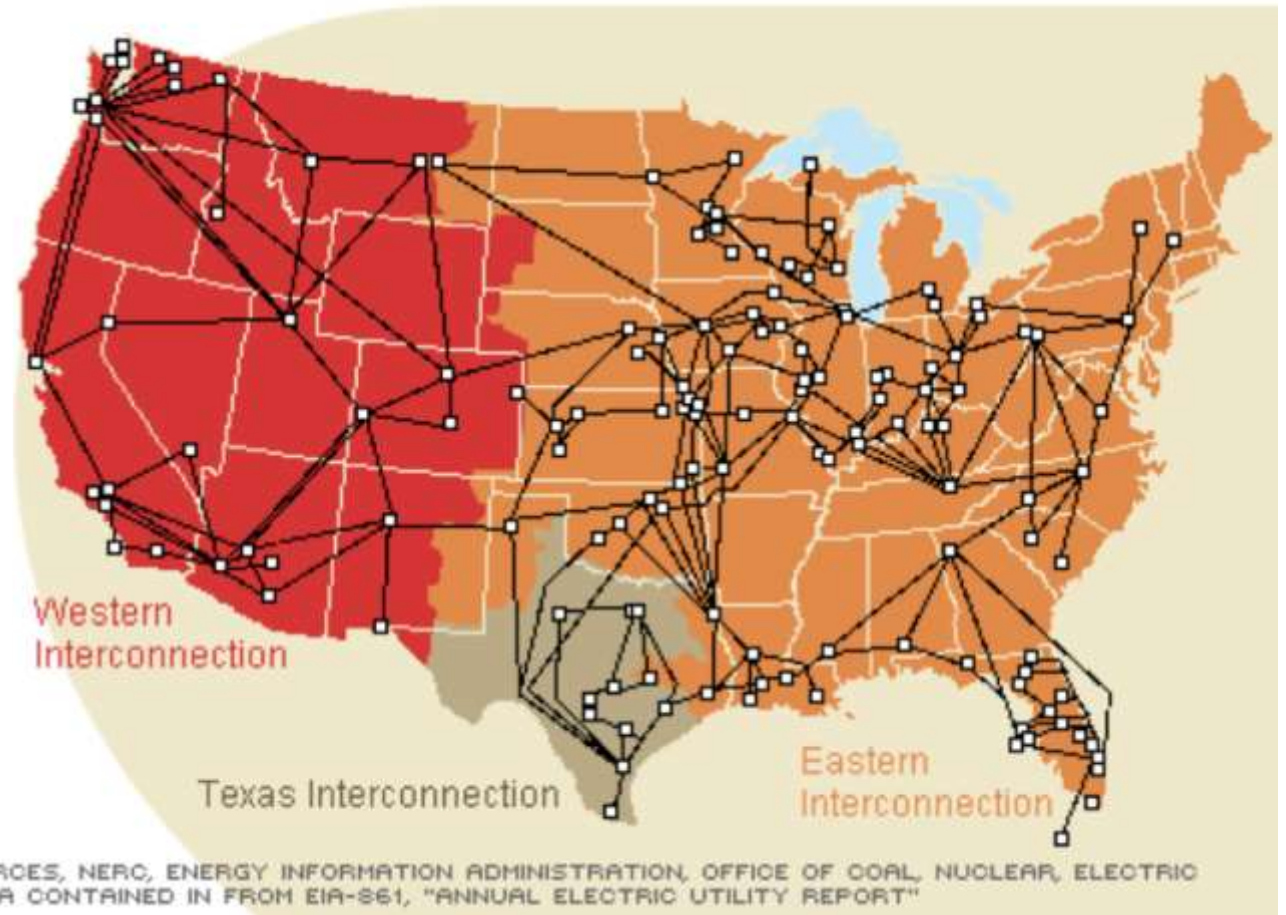 Western
Interconnection
Texas Interconnection
Eastern
Interconnection
RCES, NERC, ENERGY INFORMATION ADMINISTRATION, OFFICE OF COAL, NUCLEAR, ELECTRIC
A CONTAINED IN FROM EIA-861, "ANNUAL ELECTRIC UTILITY REPORT"